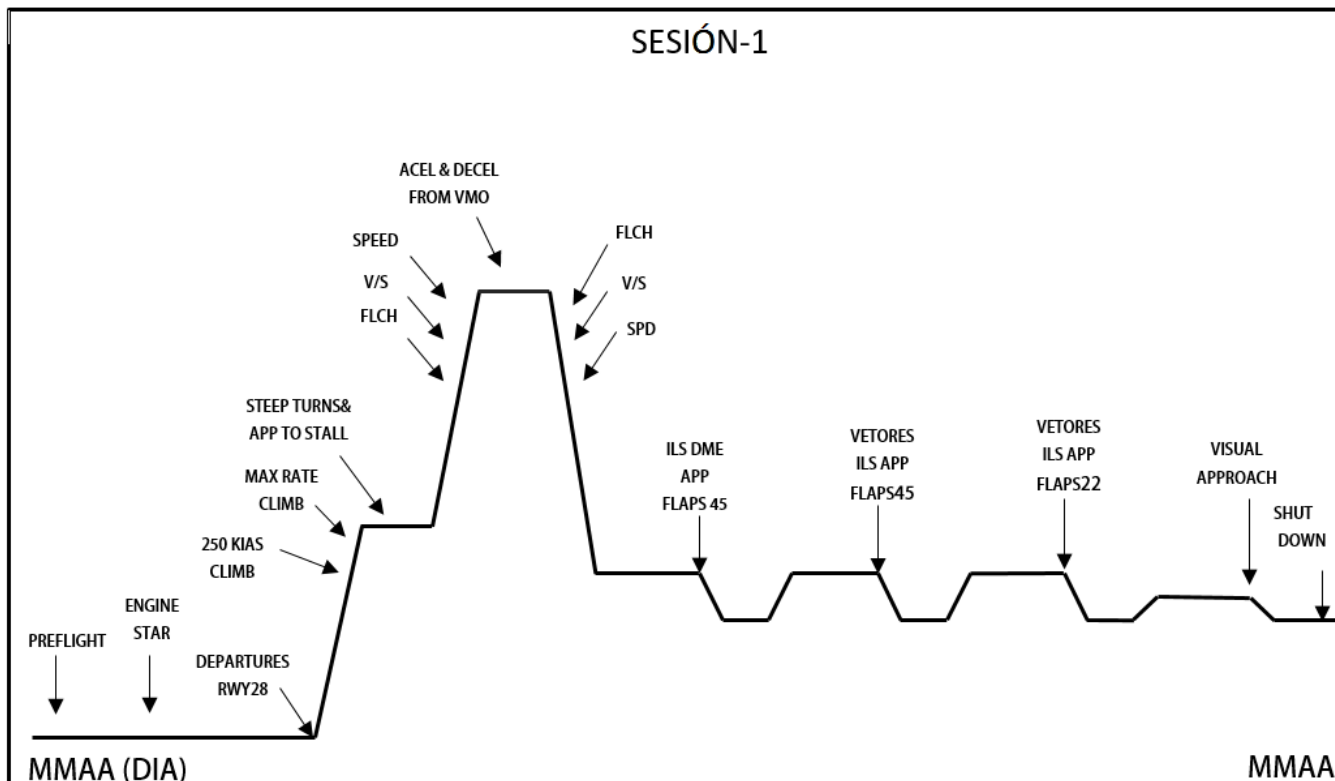 SESIÓN-1
ACEL & DECEL
FROM VMO
SPEED
V/S
FLCH
FLCH
V/S
SPD
STEEP TURNS&
APP TO STALL
MAX RATE
CLIMB
250 KIAS
CLIMB
ILS DME
APP
FLAPS 45
VETORES
ILS APP
FLAPS45
VETORES
ILS APP
FLAPS22
VISUAL
APPROACH
SHUT
DOWN
PREFLIGHT
ENGINE
STAR
DEPARTURES
RWY28
MMAA (DIA)
MMAA